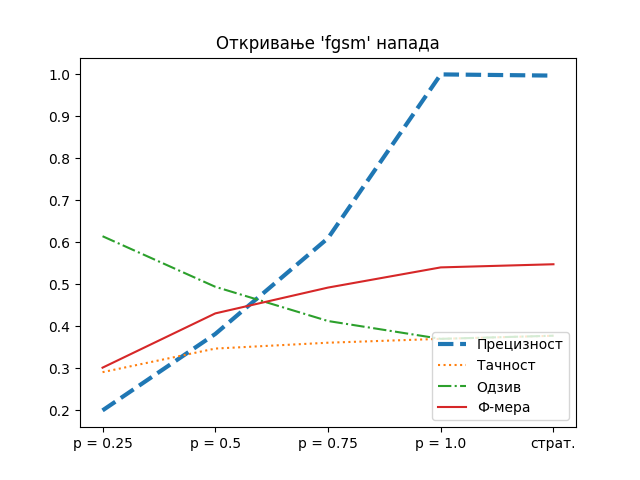 Откривање 'fgsm' напада
1.0
0.9
0.8
0.7
0.6
0.5
0.4
0.3
0.2
Прецизност
Тачност
Одзив
Ф-мера
p = 0.25 p = 0.5 p = 0.75 p = 1.0 страт.